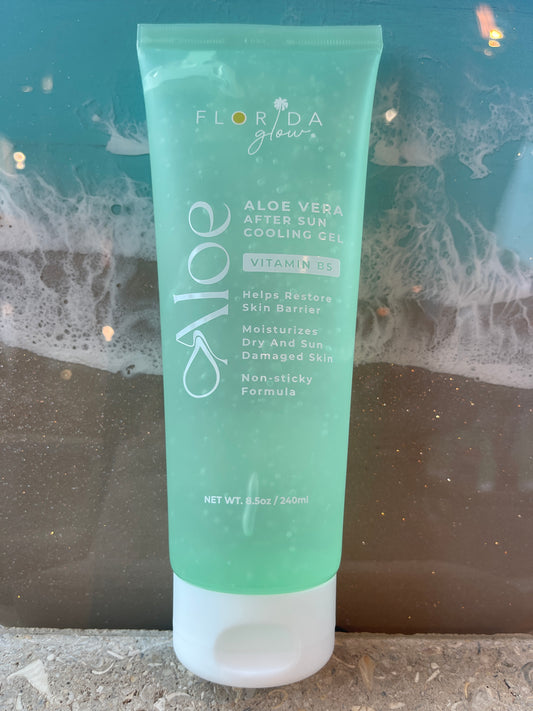 FLORIDA
glow
Aloe
ALOE VERA
AFTER SUN
COOLING GEL
VITAMIN B5
Helps Restore
Skin Barrier
Moisturizes
Dry And Sun
Damaged Skin
Non-sticky
Formula
NET WT. 8.5oz / 240ml